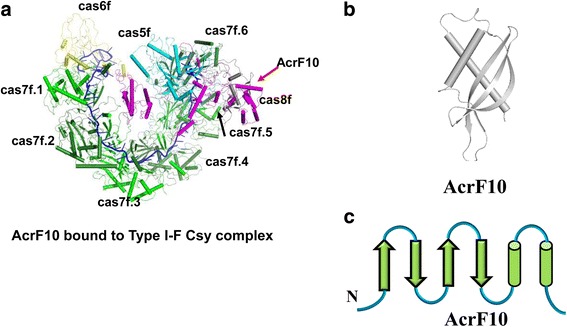 a
cas6f
cas5f
cas7f.6
AcrF10
cas7f.1
cas8f
cas7f.5
cas7f.2
cas7f.4
cas7f.3
AcrF10 bound to Type I-F Csy complex
b
AcrF10
c
N
AcrF10